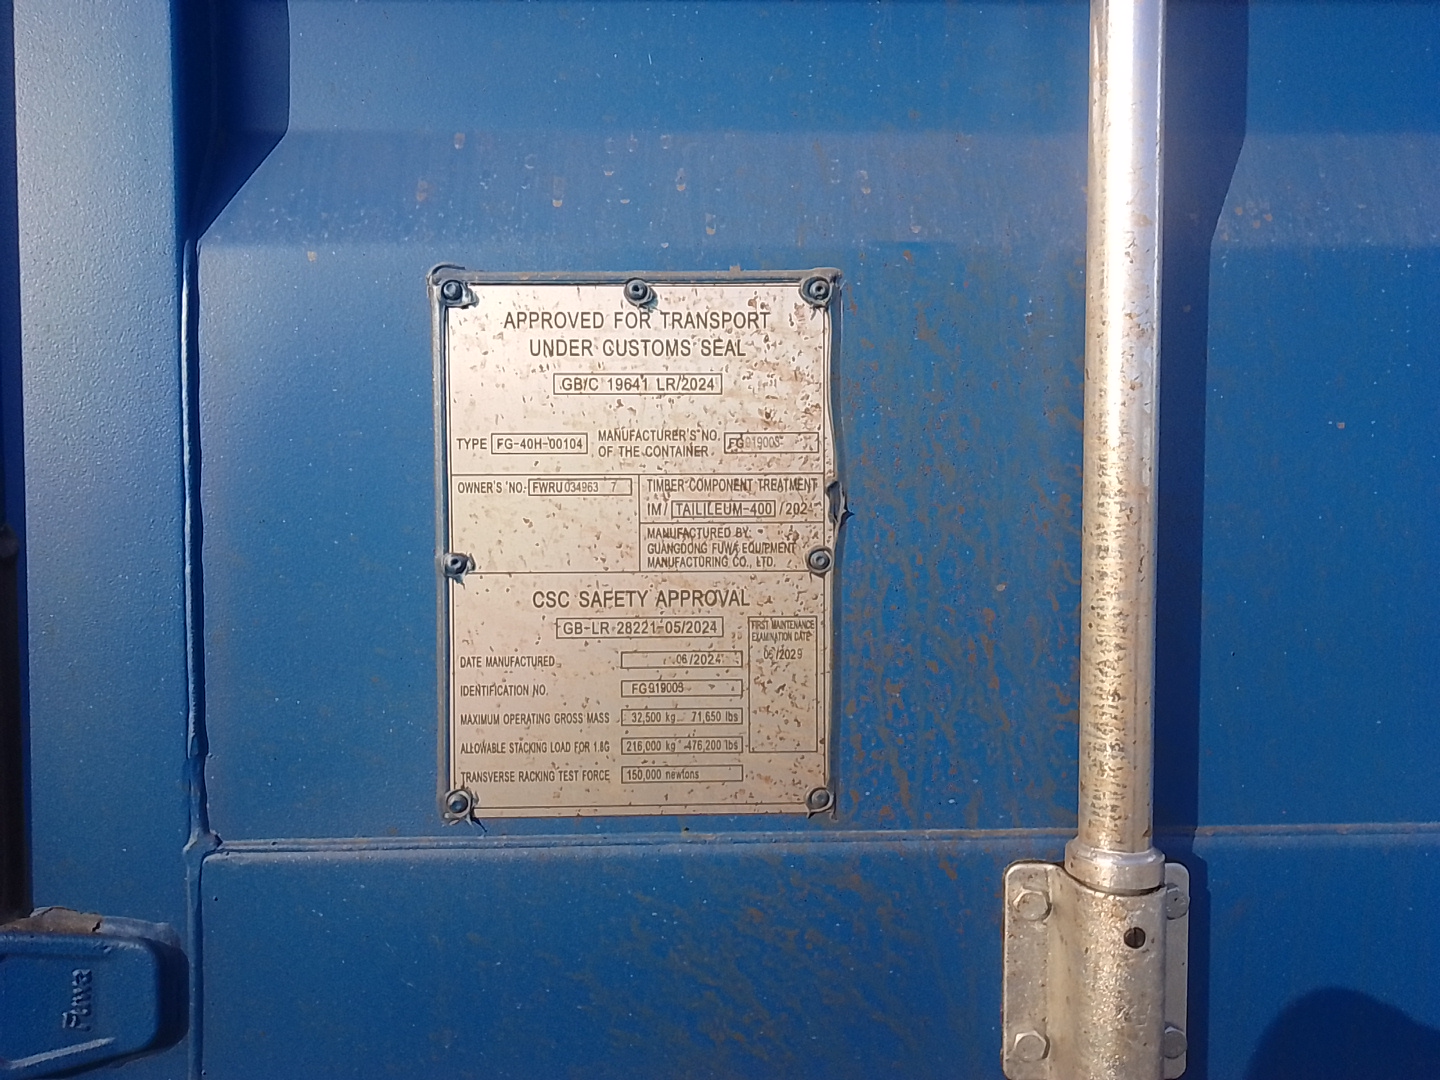 APPROVED FOR TRANSPORT
UNDER CUSTOMS SEAL
GB/C 19641 LR/2024
TYPE FG-40H-00104 MANUFACTURER'S NO. OF THE CONTAINER
OWNER'S NO. FWRU 034963 7
TIMBER COMPONENT TREATMENT
IM/ TAILILEUM-400 /2024
MANUFACTURED BY
GUANGDONG FUWA EQUIPMENT
MANUFACTURING CO., LTD.
CSC SAFETY APPROVAL
GB-LR 28221-05/2024
FIRST MAINTENANCE
EXAMINATION DATE
06/2029
DATE MANUFACTURED 06/2024
IDENTIFICATION NO.
MAXIMUM OPERATING GROSS MASS 32,500 kg 71,650 lbs
ALLOWABLE STACKING LOAD FOR 1.8G 216,000 kg 476,200 lbs
TRANSVERSE RACKING TEST FORCE 150,000 newtons
Fuwa